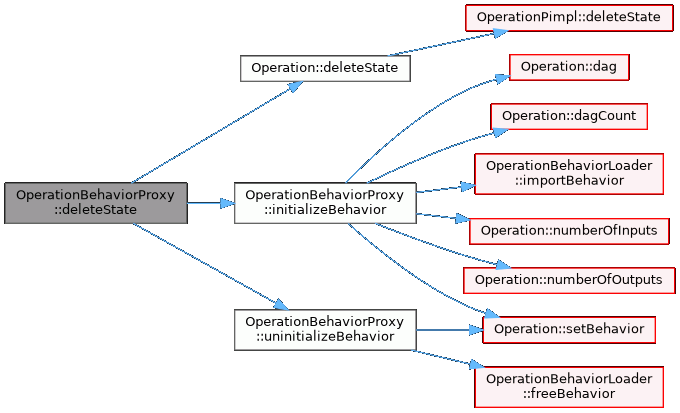 OperationPimpl::deleteState
Operation::deleteState
Operation::dag
Operation::dagCount
OperationBehaviorLoader
::importBehavior
OperationBehaviorProxy
::deleteState
OperationBehaviorProxy
::initializeBehavior
Operation::numberOfInputs
Operation::numberOfOutputs
OperationBehaviorProxy
::uninitializeBehavior
Operation::setBehavior
OperationBehaviorLoader
::freeBehavior